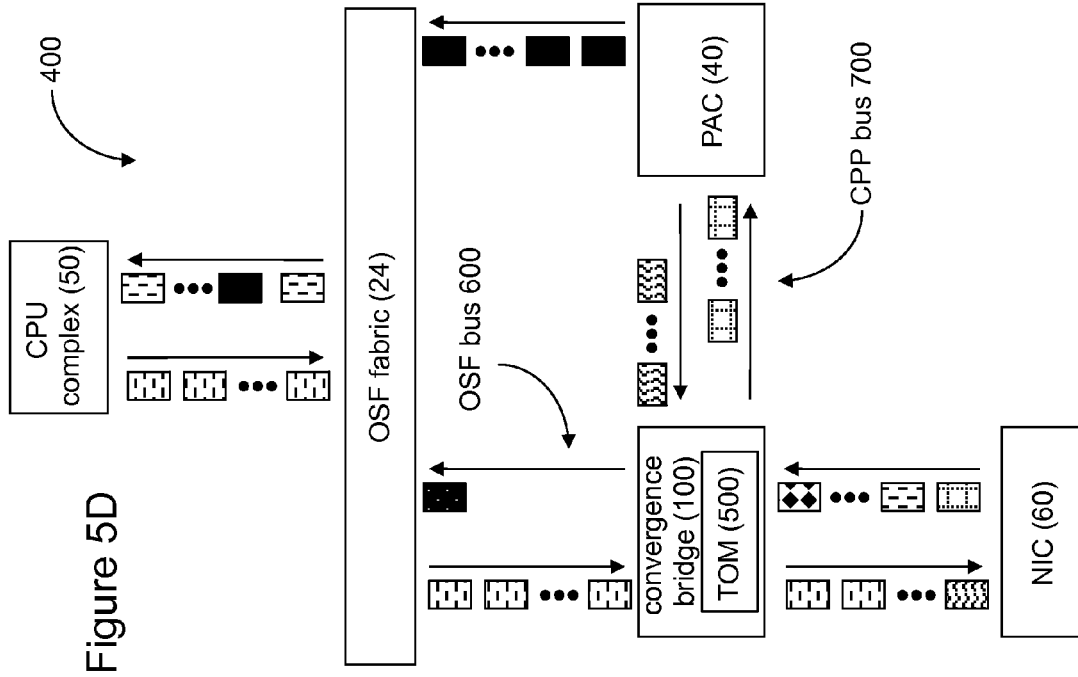 Figure 5D
400
CPU
complex (50)
OSF fabric (24)
OSF bus 600
convergence
bridge (100)
TOM (500)
PAC (40)
CPP bus 700
NIC (60)